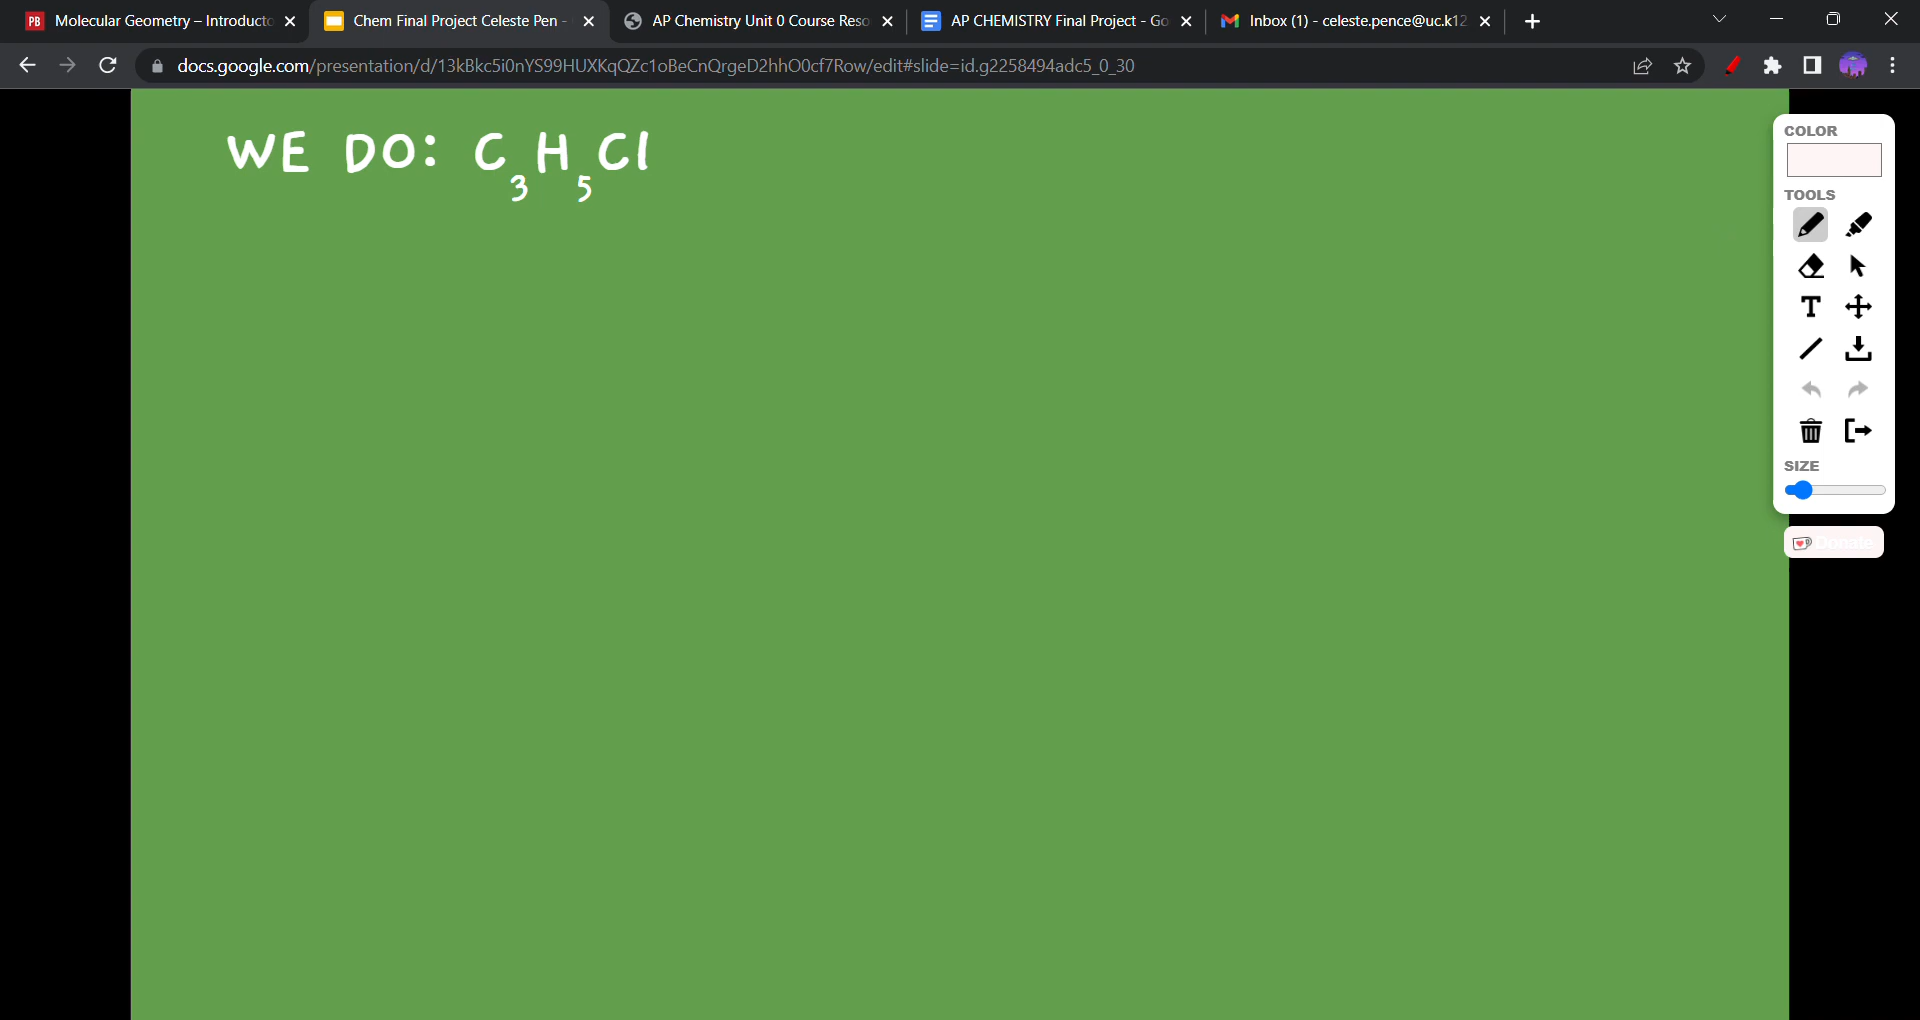 Molecular Geometry – Introducto
Chem Final Project Celeste Pen -
AP Chemistry Unit 0 Course Reso
AP CHEMISTRY Final Project - Go
Inbox (1) - celeste.pence@uc.k12
docs.google.com/presentation/d/13kBkc5i0nYS99HUXKqQZc1oBeCnQrgeD2hhO0cf7Row/edit#slide=id.g2258494adc5_0_30
WE DO: C3H5Cl
COLOR
TOOLS
T
SIZE
Donate